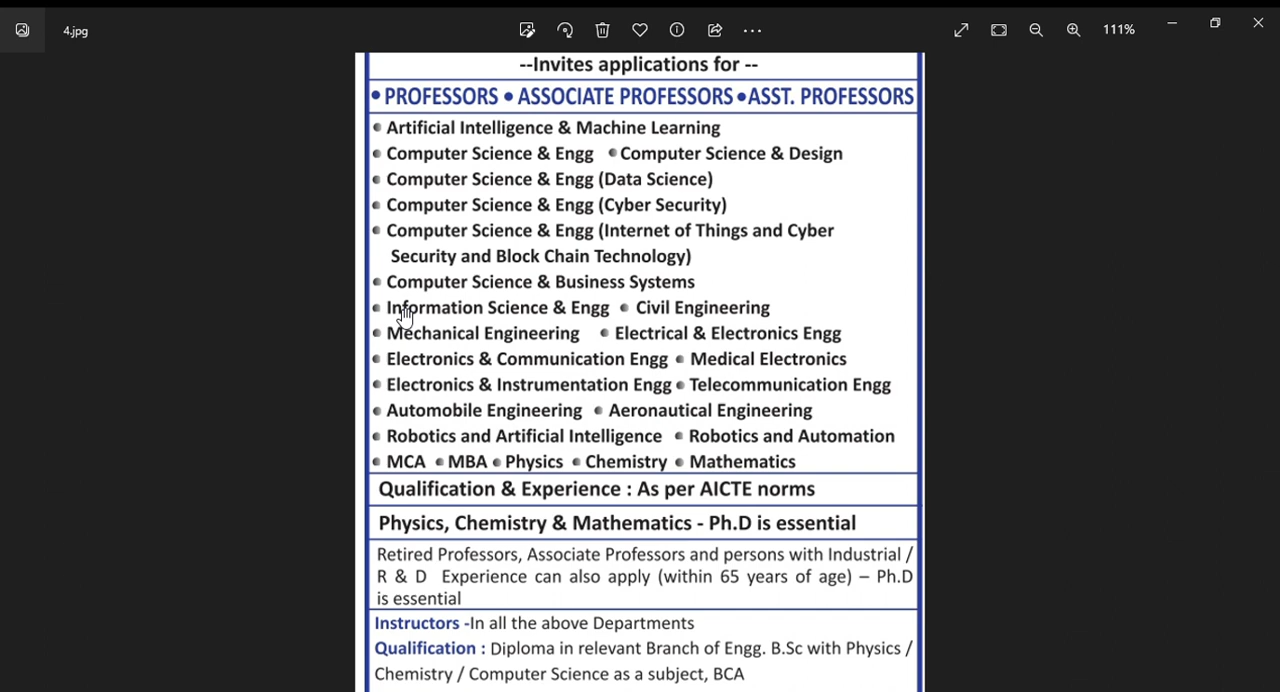 4.jpg
111%
--Invites applications for --
• PROFESSORS • ASSOCIATE PROFESSORS •ASST. PROFESSORS
• Artificial Intelligence & Machine Learning
• Computer Science & Engg • Computer Science & Design
• Computer Science & Engg (Data Science)
• Computer Science & Engg (Cyber Security)
• Computer Science & Engg (Internet of Things and Cyber
Security and Block Chain Technology)
• Computer Science & Business Systems
• Information Science & Engg • Civil Engineering
• Mechanical Engineering • Electrical & Electronics Engg
• Electronics & Communication Engg • Medical Electronics
• Electronics & Instrumentation Engg • Telecommunication Engg
• Automobile Engineering • Aeronautical Engineering
• Robotics and Artificial Intelligence • Robotics and Automation
• MCA • MBA • Physics • Chemistry • Mathematics
Qualification & Experience : As per AICTE norms
Physics, Chemistry & Mathematics - Ph.D is essential
Retired Professors, Associate Professors and persons with Industrial /
R & D Experience can also apply (within 65 years of age) – Ph.D
is essential
Instructors -In all the above Departments
Qualification : Diploma in relevant Branch of Engg. B.Sc with Physics /
Chemistry / Computer Science as a subject, BCA